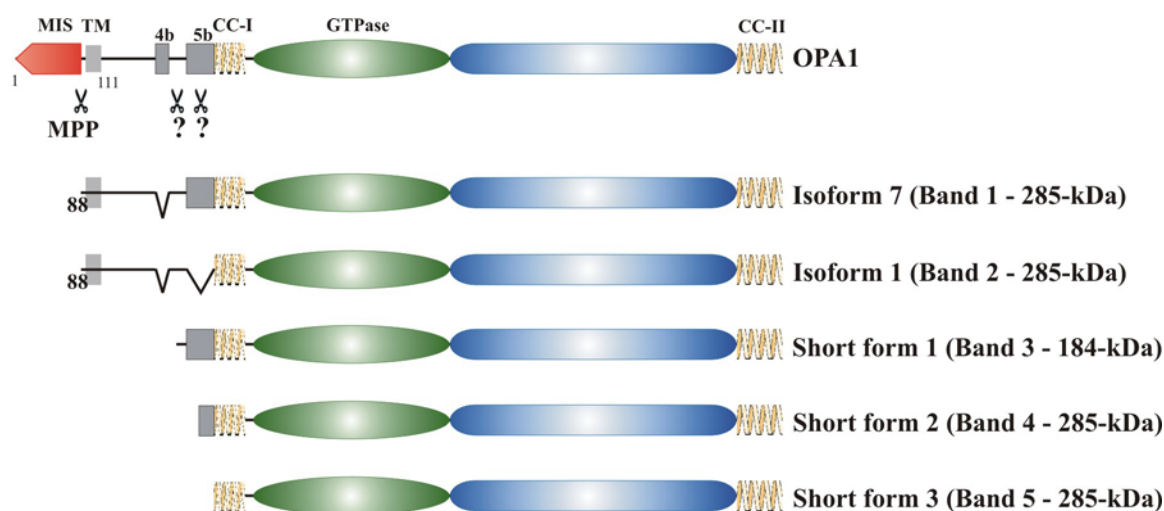 MIS TM 4b 5b CC-I GTPase CC-II
OPA1
1 111
MPP ? ?
88 Isoform 7 (Band 1 - 285-kDa)
88 Isoform 1 (Band 2 - 285-kDa)
Short form 1 (Band 3 - 184-kDa)
Short form 2 (Band 4 - 285-kDa)
Short form 3 (Band 5 - 285-kDa)